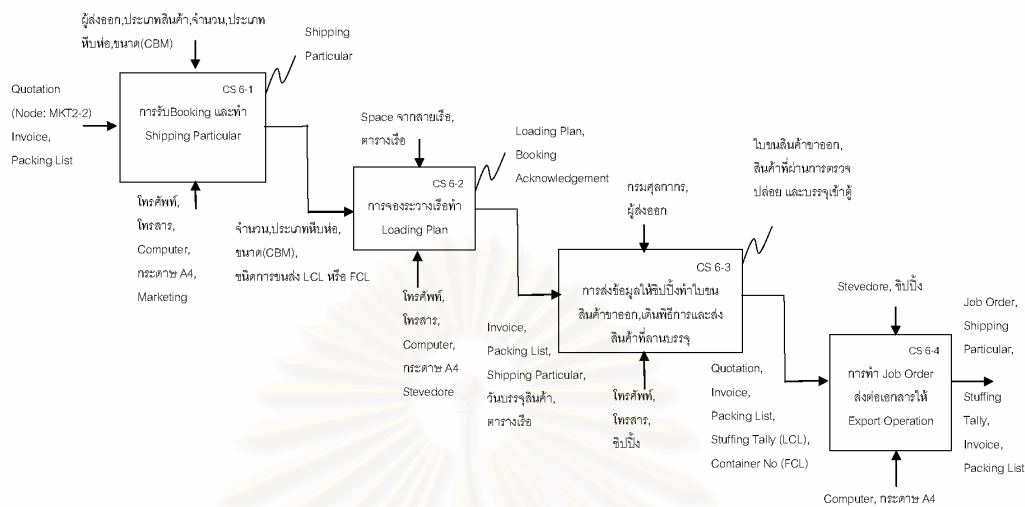 ผู้ส่งออก,ประเภทสินค้า,จำนวน,ประเภท
หีบห่อ,ขนาด(CBM)
Shipping
Particular
Quotation
(Node: MKT2-2)
Invoice,
Packing List
CS 6-1
การรับBooking และทำ
Shipping Particular
โทรศัพท์,
โทรสาร,
Computer,
กระดาษ A4,
Marketing
Space จากสายเรือ,
ตารางเรือ
Loading Plan,
Booking
Acknowledgement
CS 6-2
การจองระวางเรือทำ
Loading Plan
จำนวน,ประเภทหีบห่อ,
ขนาด(CBM),
ชนิดการขนส่ง LCL หรือ FCL
โทรศัพท์,
โทรสาร,
Computer,
กระดาษ A4
Stevedore
กรมศุลกากร,
ผู้ส่งออก
ใบขนสินค้าขาออก,
สินค้าที่ผ่านการตรวจ
ปล่อย และบรรจุเข้าตู้
CS 6-3
การส่งข้อมูลให้ชิปปิ้งทำใบขน
สินค้าขาออก,เดินพิธีการและส่ง
สินค้าที่ลานบรรจุ
Invoice,
Packing List,
Shipping Particular,
วันบรรจุสินค้า,
ตารางเรือ
โทรศัพท์,
โทรสาร,
ชิปปิ้ง
Stevedore, ชิปปิ้ง
CS 6-4
การทำ Job Order
ส่งต่อเอกสารให้
Export Operation
Quotation,
Invoice,
Packing List,
Stuffing Tally (LCL),
Container No (FCL)
Job Order,
Shipping
Particular,
Stuffing
Tally,
Invoice,
Packing List
Computer, กระดาษ A4